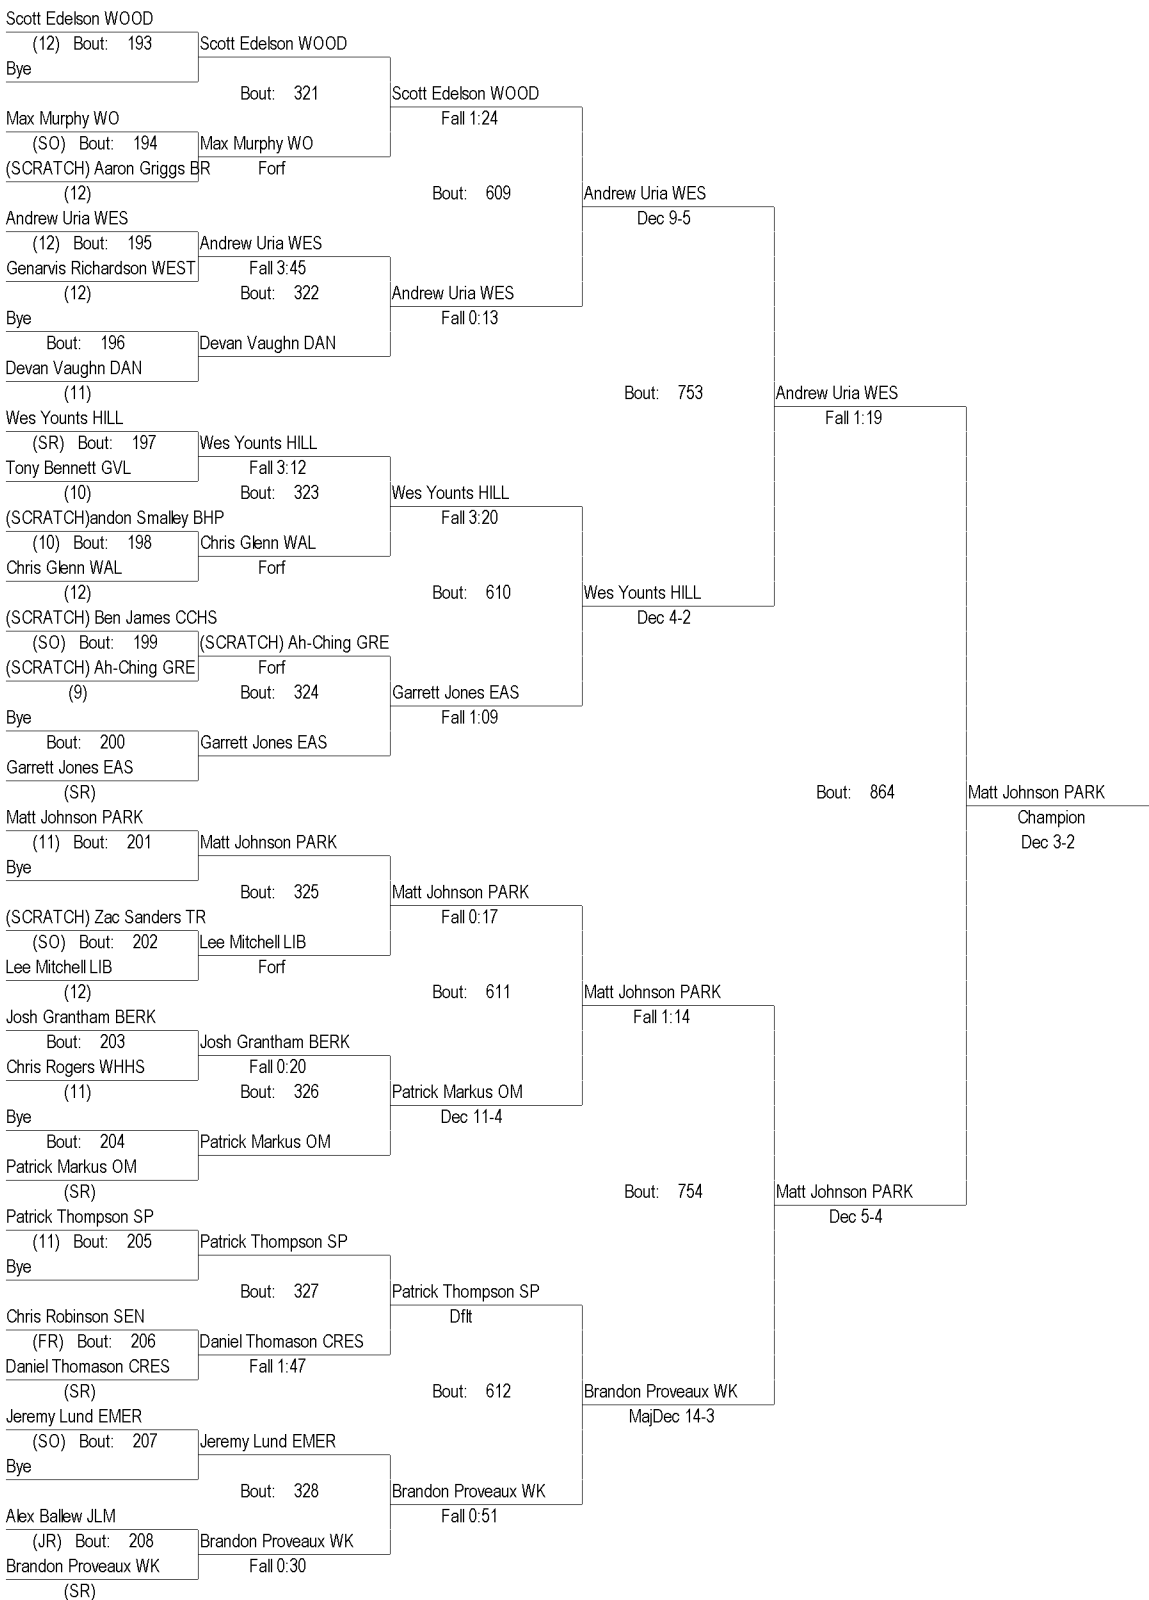 Scott Edelson WOOD
(12) Bout: 193 Scott Edelson WOOD
Bye
Bout: 321 Scott Edelson WOOD
Max Murphy WO Fall 1:24
(SO) Bout: 194 Max Murphy WO
(SCRATCH) Aaron Griggs BR Forf
(12) Bout: 609 Andrew Uria WES
Andrew Uria WES Dec 9-5
(12) Bout: 195 Andrew Uria WES
Genarvis Richardson WEST Fall 3:45
(12) Bout: 322 Andrew Uria WES
Bye Fall 0:13
Bout: 196 Devan Vaughn DAN
Devan Vaughn DAN
(11) Bout: 753 Andrew Uria WES
Wes Younts HILL Fall 1:19
(SR) Bout: 197 Wes Younts HILL
Tony Bennett GVL Fall 3:12
(10) Bout: 323 Wes Younts HILL
(SCRATCH)andon Smalley BHP Fall 3:20
(10) Bout: 198 Chris Glenn WAL
Chris Glenn WAL Forf
(12) Bout: 610 Wes Younts HILL
(SCRATCH) Ben James CCHS Dec 4-2
(SO) Bout: 199 (SCRATCH) Ah-Ching GRE
(SCRATCH) Ah-Ching GRE Forf
(9) Bout: 324 Garrett Jones EAS
Bye Fall 1:09
Bout: 200 Garrett Jones EAS
Garrett Jones EAS
(SR) Bout: 864 Matt Johnson PARK
Matt Johnson PARK Champion
(11) Bout: 201 Matt Johnson PARK Dec 3-2
Bye
Bout: 325 Matt Johnson PARK
(SCRATCH) Zac Sanders TR Fall 0:17
(SO) Bout: 202 Lee Mitchell LIB
Lee Mitchell LIB Forf
(12) Bout: 611 Matt Johnson PARK
Josh Grantham BERK Fall 1:14
Bout: 203 Josh Grantham BERK
Chris Rogers WHHS Fall 0:20
(11) Bout: 326 Patrick Markus OM
Bye Dec 11-4
Bout: 204 Patrick Markus OM
Patrick Markus OM
(SR) Bout: 754 Matt Johnson PARK
Patrick Thompson SP Dec 5-4
(11) Bout: 205 Patrick Thompson SP
Bye
Bout: 327 Patrick Thompson SP
Chris Robinson SEN Dflt
(FR) Bout: 206 Daniel Thomason CRES
Daniel Thomason CRES Fall 1:47
(SR) Bout: 612 Brandon Proveaux WK
Jeremy Lund EMER MajDec 14-3
(SO) Bout: 207 Jeremy Lund EMER
Bye
Bout: 328 Brandon Proveaux WK
Alex Ballew JLM Fall 0:51
(JR) Bout: 208 Brandon Proveaux WK
Brandon Proveaux WK Fall 0:30
(SR)